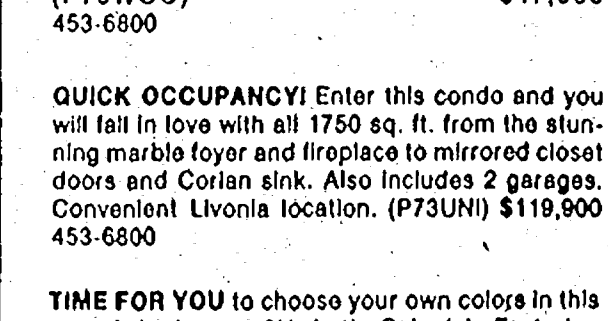 453-6800
QUICK OCCUPANCY! Enter this condo and you
will fall in love with all 1750 sq. ft. from the stun-
ning marble foyer and fireplace to mirrored closet
doors and Corian sink. Also includes 2 garages.
Convenient Livonia location. (P73UNI) $119,900
453-6800
TIME FOR YOU to choose your own colors in this